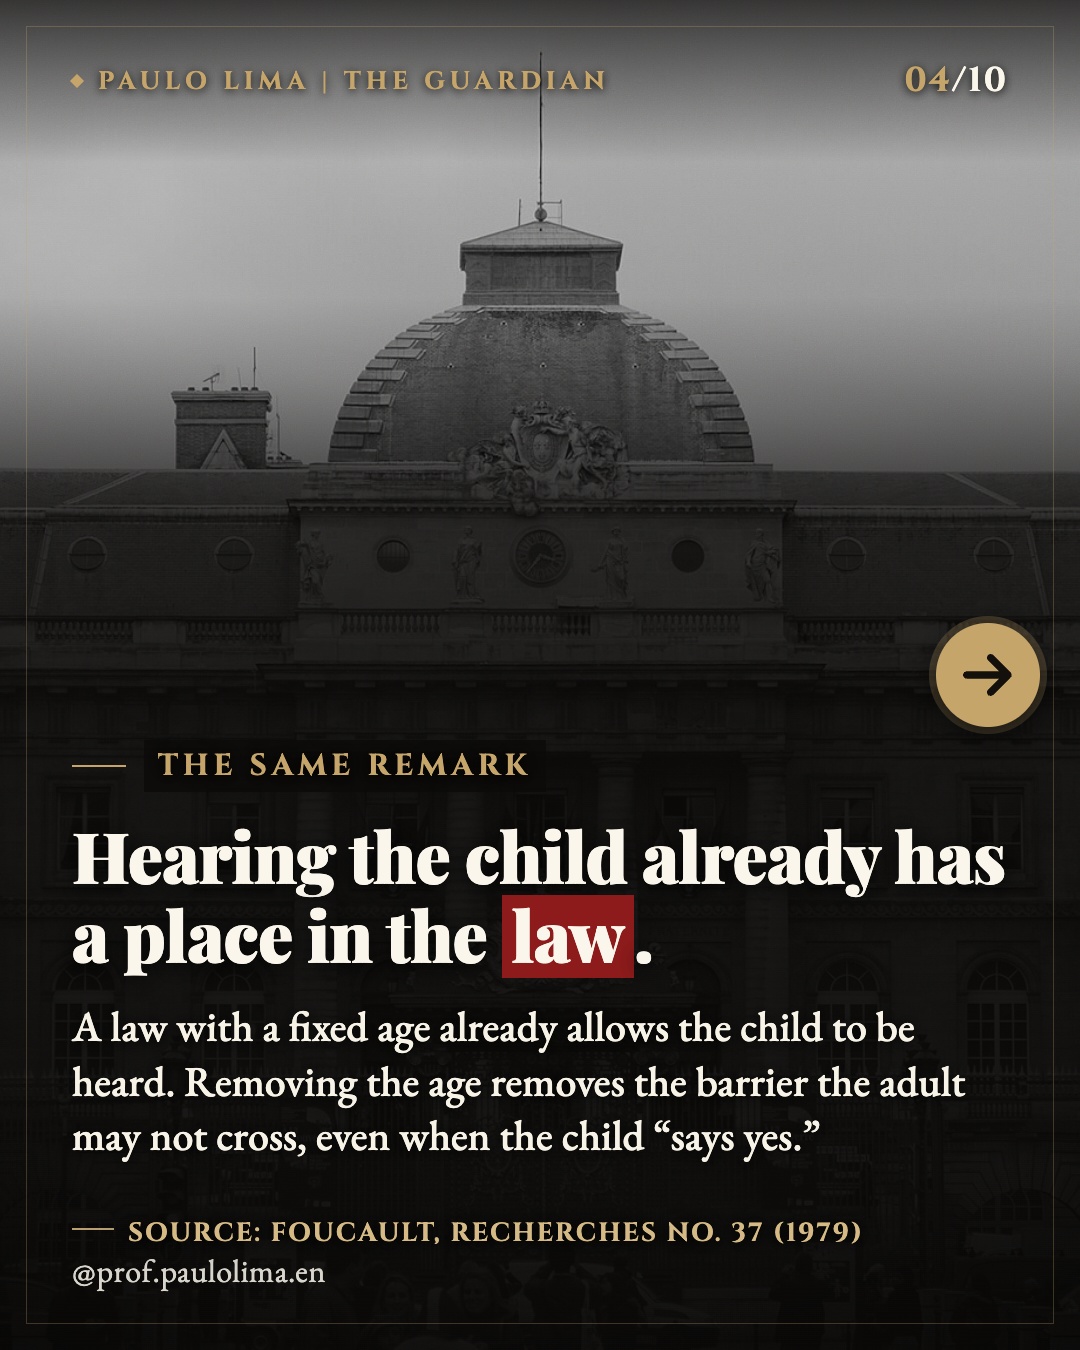 PAULO LIMA | THE GUARDIAN
04/10
THE SAME REMARK
Hearing the child already has
a place in the law.
A law with a fixed age already allows the child to be
heard. Removing the age removes the barrier the adult
may not cross, even when the child “says yes.”
SOURCE: FOUCAULT, RECHERCHES NO. 37 (1979)
@prof.paulolima.en